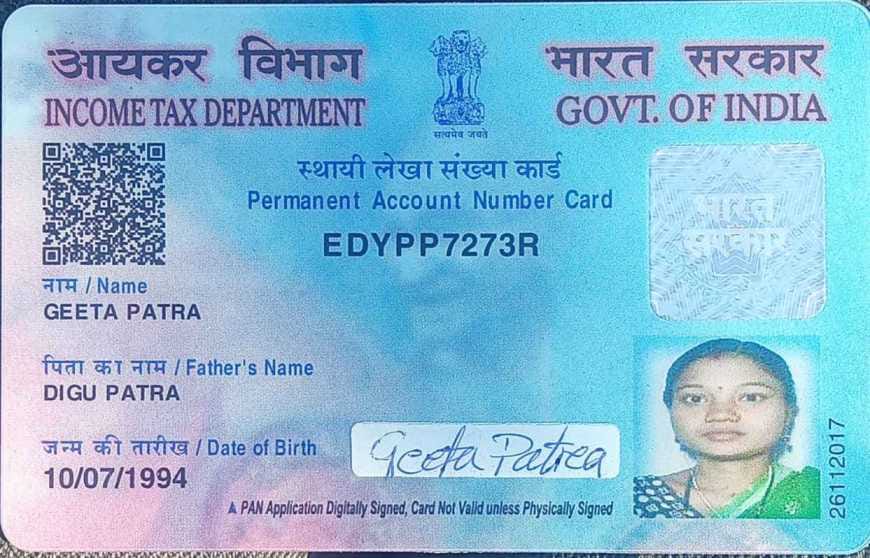 आयकर विभाग
INCOME TAX DEPARTMENT
भारत सरकार
GOVT. OF INDIA
सत्यमेव जयते
स्थायी लेखा संख्या कार्ड
Permanent Account Number Card
EDYPP7273R
भारत
सरकार
नाम / Name
GEETA PATRA
पिता का नाम / Father's Name
DIGU PATRA
जन्म की तारीख / Date of Birth
10/07/1994
Geeta Patra
PAN Application Digitally Signed, Card Not Valid unless Physically Signed
26112017